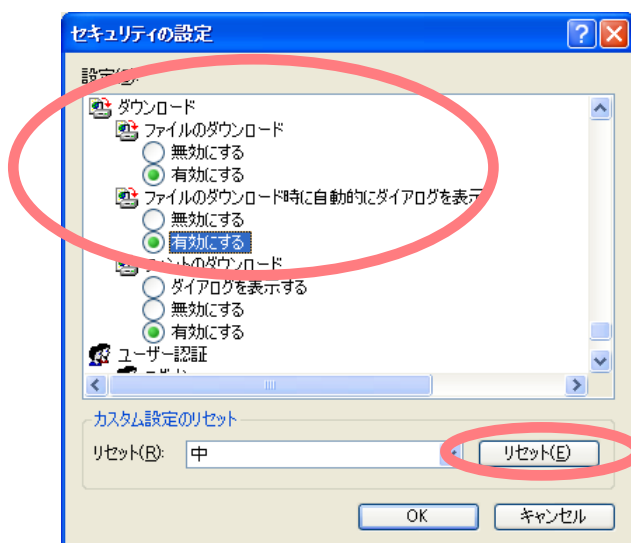 セキュリティの設定
設定(S):
ダウンロード
ファイルのダウンロード
無効にする
有効にする
ファイルのダウンロード時に自動的にダイアログを表示
無効にする
有効にする
フォントのダウンロード
ダイアログを表示する
無効にする
有効にする
ユーザー認証
カスタム設定のリセット
リセット(R): 中 リセット(E)
OK キャンセル